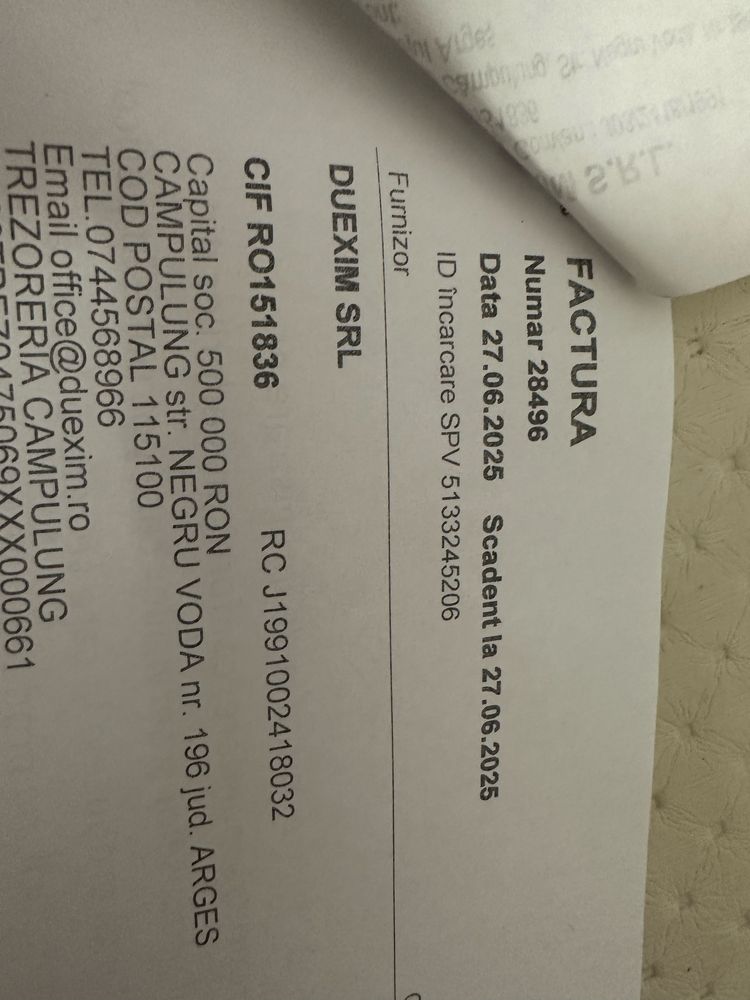 FACTURA
Numar 28496
Data 27.06.2025 Scadent la 27.06.2025
ID încarcare SPV 5133245206
Furnizor
DUEXIM SRL
CIF RO151836 RC J1991002418032
Capital soc. 500 000 RON
CAMPULUNG str. NEGRU VODA nr. 196 jud. ARGES
COD POSTAL 115100
TEL.0744568966
Email office@duexim.ro
TREZORERIA CAMPULUNG